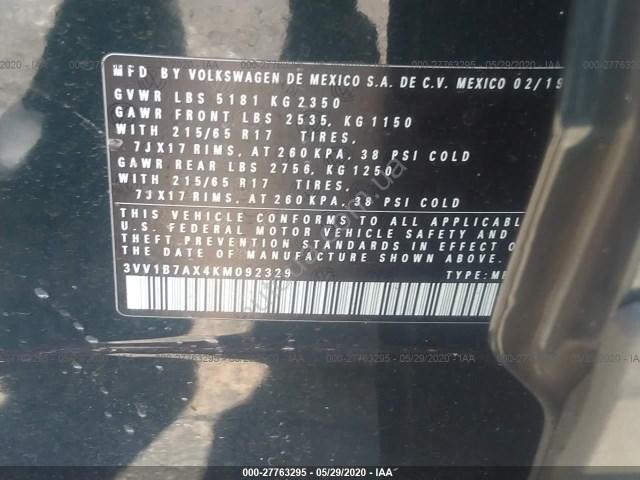 MFD. BY VOLKSWAGEN DE MEXICO S.A. DE C.V. MEXICO 02/19
GVWR LBS 5181 KG 2350
GAWR FRONT LBS 2535, KG 1150
WITH 215/65 R17 TIRES,
7JX17 RIMS, AT 260 KPA, 38 PSI COLD
GAWR REAR LBS 2756, KG 1250
WITH 215/65 R17 TIRES,
7JX17 RIMS, AT 260 KPA, 38 PSI COLD
THIS VEHICLE CONFORMS TO ALL APPLICABL
U.S. FEDERAL MOTOR VEHICLE SAFETY AND
THEFT PREVENTION STANDARDS IN EFFECT O
THE DATE OF MANUFACTURE SHOWN ABOVE.
3VV1B7AX4KM092329 TYPE: M
000-27763295 - 05/29/2020 - IAA